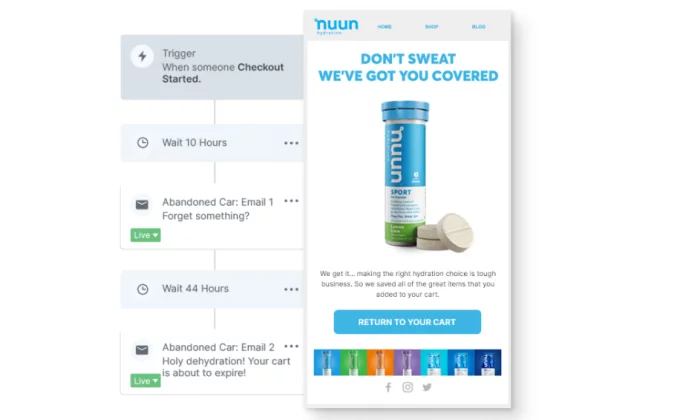 Trigger
When someone Checkout
Started.
Wait 10 Hours
Abandoned Car: Email 1
Forget something?
Live
Wait 44 Hours
Abandoned Car: Email 2
Holy dehydration! Your cart
is about to expire!
Live
nuun
hydration
HOME
SHOP
BLOG
DON'T SWEAT
WE'VE GOT YOU COVERED
nuun
SPORT
We get it... making the right hydration choice is tough
business. So we saved all of the great items that you
added to your cart.
RETURN TO YOUR CART